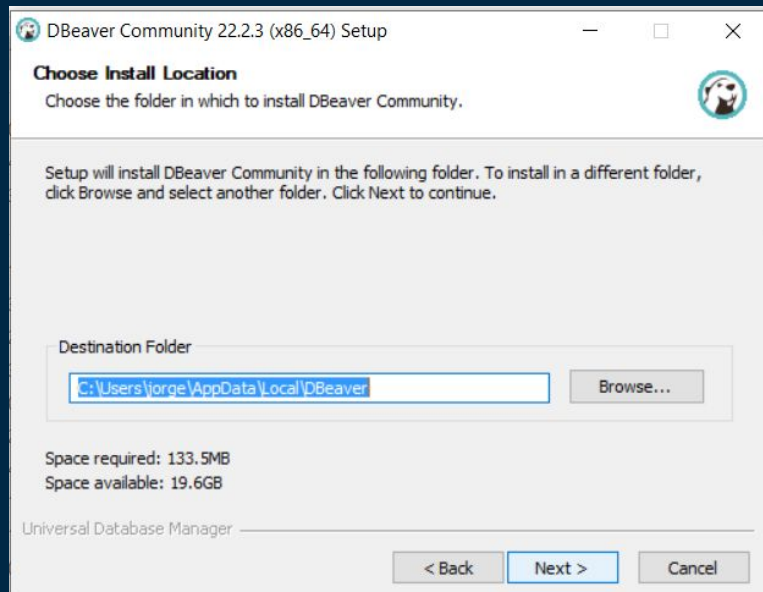 DBeaver Community 22.2.3 (x86_64) Setup
Choose Install Location
Choose the folder in which to install DBeaver Community.
Setup will install DBeaver Community in the following folder. To install in a different folder,
click Browse and select another folder. Click Next to continue.
Destination Folder
C:\Users\jorge\AppData\Local\DBeaver
Browse...
Space required: 133.5MB
Space available: 19.6GB
Universal Database Manager
< Back
Next >
Cancel